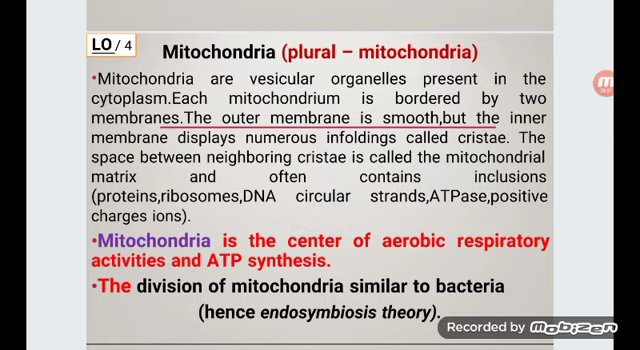 LO / 4
Mitochondria (plural – mitochondria)
•Mitochondria are vesicular organelles present in the
cytoplasm.Each mitochondrium is bordered by two
membranes.The outer membrane is smooth,but the inner
membrane displays numerous infoldings called cristae. The
space between neighboring cristae is called the mitochondrial
matrix and often contains inclusions
(proteins,ribosomes,DNA circular strands,ATPase,positive
charges ions).
•Mitochondria is the center of aerobic respiratory
activities and ATP synthesis.
•The division of mitochondria similar to bacteria
(hence endosymbiosis theory).
Recorded by mobizen